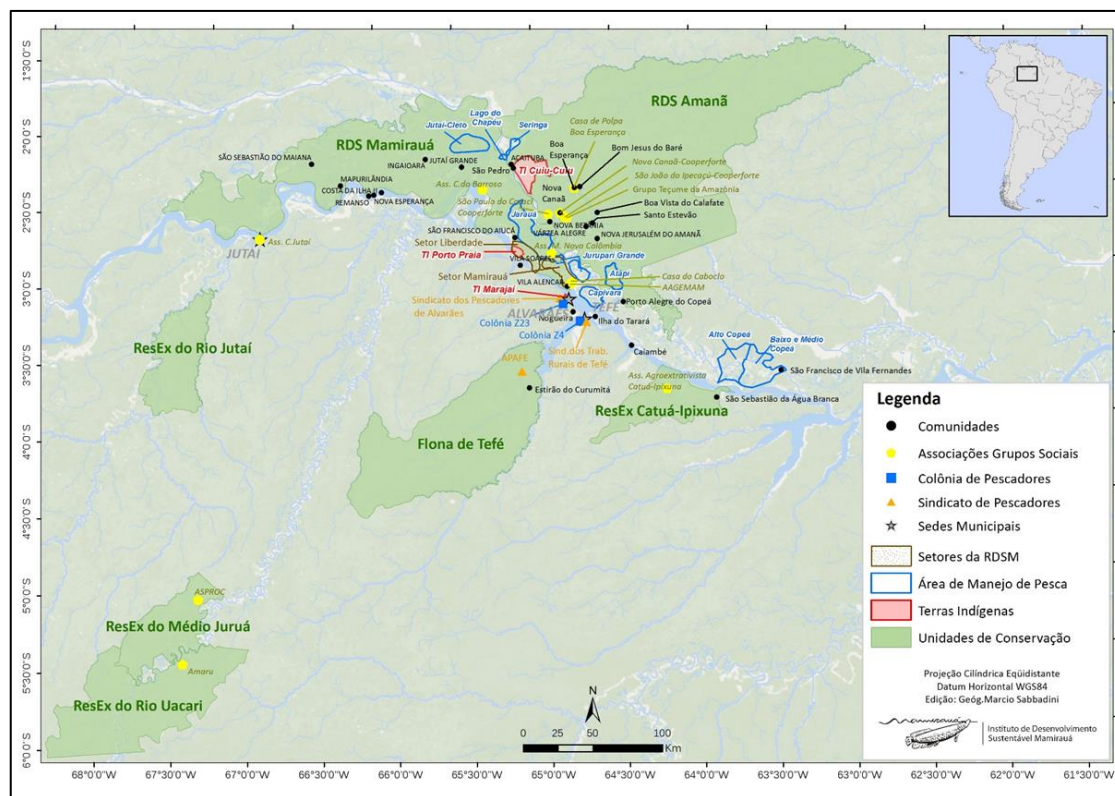 1°30'0"S
2°0'0"S
2°30'0"S
3°0'0"S
3°30'0"S
4°0'0"S
4°30'0"S
5°0'0"S
5°30'0"S
6°0'0"S
RDS Amanã
Lago do
Chapéu
Jutaí-Cleto
Seringa
Casa de Polpa
Boa Esperança
RDS Mamirauá
Boa
Esperança
Bom Jesus do Baré
SÃO SEBASTIÃO DO MAIANA
INGAIOARA
JUTAÍ GRANDE
AÇAITUBA
São Pedro
TI Cuiu-Cuiu
Nova Canaã-Cooperforte
São João do Ipecaçú-Cooperforte
MAPURILÂNDIA
Ass. C.do Barroso
Nova
Canaã
Grupo Teçume da Amazônia
COSTA DA ILHA II
REMANSO
NOVA ESPERANÇA
São Paulo do Coraci
Cooperforte
Boa Vista do Calafate
Jarauá
Santo Estevão
NOVA BETÂNIA
SÃO FRANCISCO DO AIUCÁ
VÁRZEA ALEGRE
NOVA JERUSALÉM DO AMANÃ
Ass. C.Jutaí
JUTAÍ
Setor Liberdade
Ass. M. Nova Colômbia
TI Porto Praia
VILA SOARES
Jurupari Grande
Setor Mamirauá
Alapi
Casa do Caboclo
AAGEMAM
VILA ALENCAR
TI Marajaí
Capivara
Sindicato dos Pescadores
de Alvarães
Porto Alegre do Copeá
ALVARÃES
TEFÉ
Nogueira
Ilha do Tarará
Colônia Z23
Colônia Z4
ResEx do Rio Jutaí
Alto Copeá
Baixo e Médio
Copeá
Sind.dos Trab.
Rurais de Tefé
Caiambé
APAFE
São Francisco de Vila Fernandes
Ass. Agroextrativista
Catuá-Ipixuna
Estirão do Curumitá
São Sebastião da Água Branca
ResEx Catuá-Ipixuna
Flona de Tefé
ASPROC
ResEx do Médio Juruá
Amaru
ResEx do Rio Uacari
Legenda
Comunidades
Associações Grupos Sociais
Colônia de Pescadores
Sindicato de Pescadores
Sedes Municipais
Setores da RDSM
Área de Manejo de Pesca
Terras Indígenas
Unidades de Conservação
Projeção Cilíndrica Eqüidistante
Datum Horizontal WGS84
Edição: Geóg.Marcio Sabbadini
Mamirauá
Instituto de Desenvolvimento
Sustentável Mamirauá
N
0 25 50 100
Km
68°0'0"W 67°30'0"W 67°0'0"W 66°30'0"W 66°0'0"W 65°30'0"W 65°0'0"W 64°30'0"W 64°0'0"W 63°30'0"W 63°0'0"W 62°30'0"W 62°0'0"W 61°30'0"W